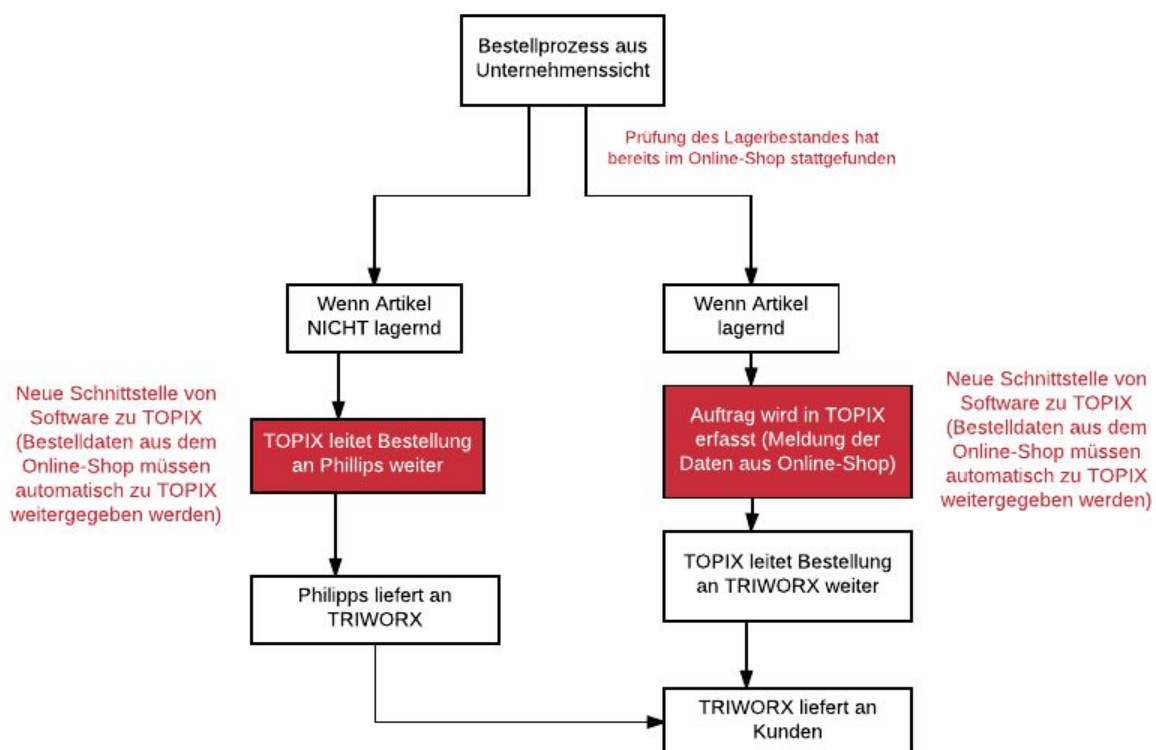 Bestellprozess aus
Unternehmenssicht
Prüfung des Lagerbestandes hat
bereits im Online-Shop stattgefunden
Wenn Artikel
NICHT lagernd
Wenn Artikel
lagernd
Neue Schnittstelle von
Software zu TOPIX
(Bestelldaten aus dem
Online-Shop müssen
automatisch zu TOPIX
weitergegeben werden)
TOPIX leitet Bestellung
an Phillips weiter
Auftrag wird in TOPIX
erfasst (Meldung der
Daten aus Online-Shop)
Neue Schnittstelle von
Software zu TOPIX
(Bestelldaten aus dem
Online-Shop müssen
automatisch zu TOPIX
weitergegeben werden)
Philipps liefert an
TRIWORX
TOPIX leitet Bestellung
an TRIWORX weiter
TRIWORX liefert an
Kunden